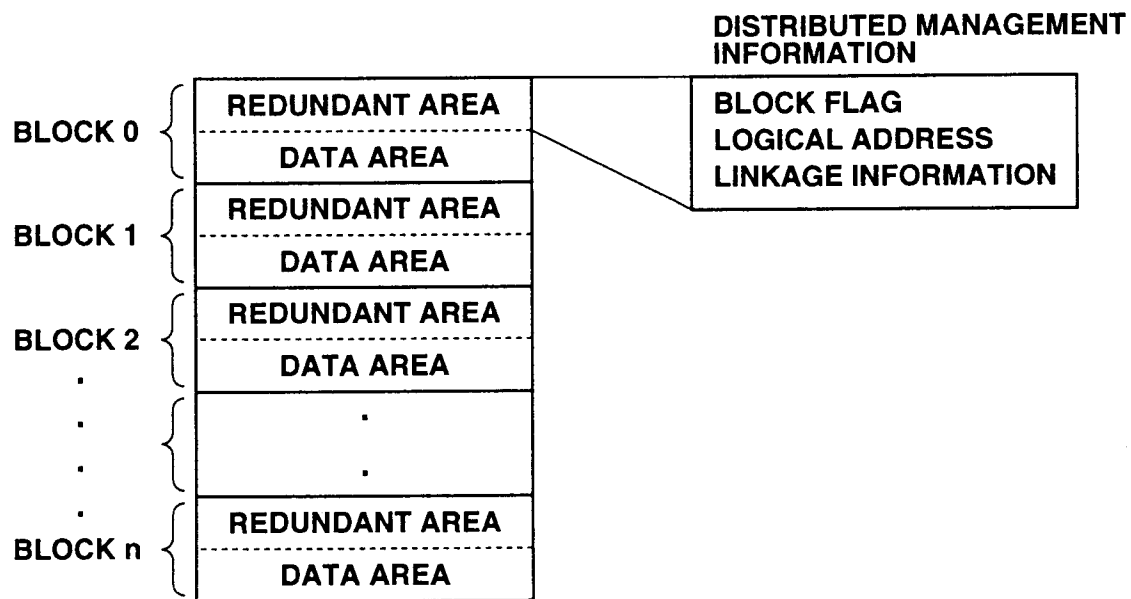 DISTRIBUTED MANAGEMENT
INFORMATION
BLOCK FLAG
LOGICAL ADDRESS
LINKAGE INFORMATION
BLOCK 0
REDUNDANT AREA
DATA AREA
BLOCK 1
REDUNDANT AREA
DATA AREA
BLOCK 2
REDUNDANT AREA
DATA AREA
BLOCK n
REDUNDANT AREA
DATA AREA